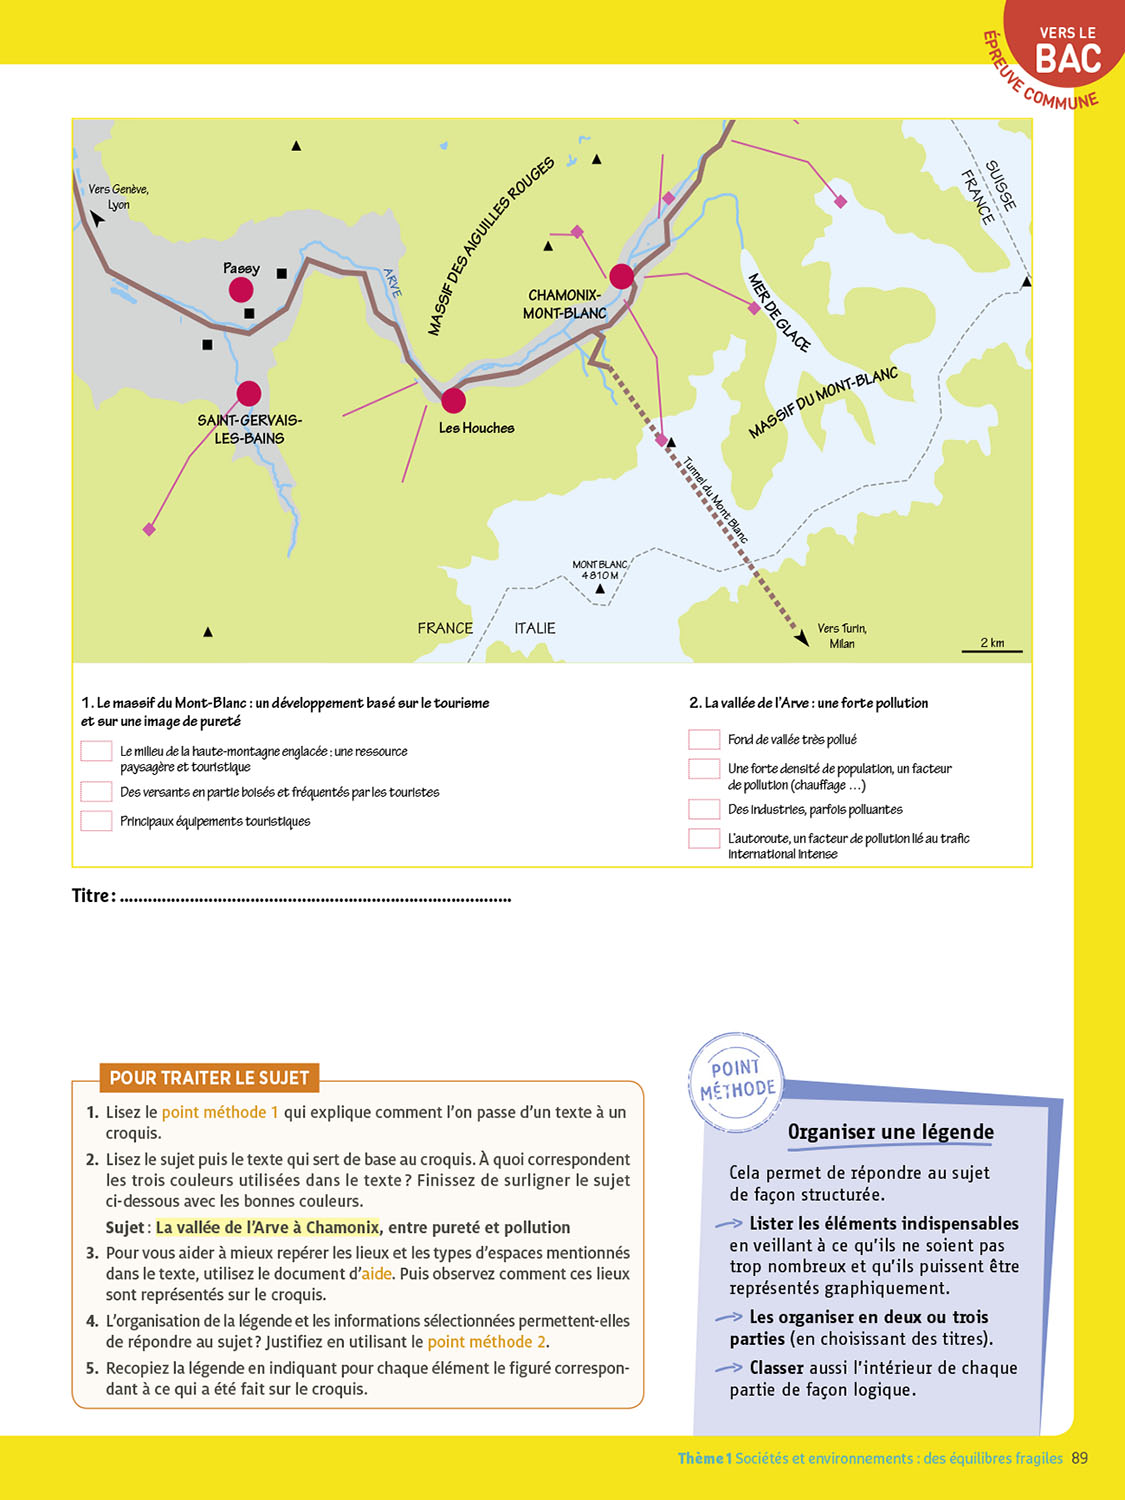 VERS LE
BAC
ÉPREUVE COMMUNE
Vers Genève,
Lyon
Passy
ARVE
MASSIF DES AIGUILLES ROUGES
SUISSE
FRANCE
CHAMONIX-
MONT-BLANC
MER DE GLACE
MASSIF DU MONT-BLANC
SAINT-GERVAIS-
LES-BAINS
Les Houches
Tunnel du Mont Blanc
MONT BLANC
4 810 M
FRANCE
ITALIE
Vers Turin,
Milan
2 km
1. Le massif du Mont-Blanc : un développement basé sur le tourisme
et sur une image de pureté
Le milieu de la haute-montagne englacée : une ressource
paysagère et touristique
Des versants en partie boisés et fréquentés par les touristes
Principaux équipements touristiques
2. La vallée de l'Arve : une forte pollution
Fond de vallée très pollué
Une forte densité de population, un facteur
de pollution (chauffage …)
Des industries, parfois polluantes
L'autoroute, un facteur de pollution lié au trafic
international intense
Titre : ....................................................................................
POUR TRAITER LE SUJET
1. Lisez le point méthode 1 qui explique comment l'on passe d'un texte à un
croquis.
2. Lisez le sujet puis le texte qui sert de base au croquis. À quoi correspondent
les trois couleurs utilisées dans le texte ? Finissez de surligner le sujet
ci-dessous avec les bonnes couleurs.
Sujet : La vallée de l'Arve à Chamonix, entre pureté et pollution
3. Pour vous aider à mieux repérer les lieux et les types d'espaces mentionnés
dans le texte, utilisez le document d'aide. Puis observez comment ces lieux
sont représentés sur le croquis.
4. L'organisation de la légende et les informations sélectionnées permettent-elles
de répondre au sujet ? Justifiez en utilisant le point méthode 2.
5. Recopiez la légende en indiquant pour chaque élément le figuré correspon-
dant à ce qui a été fait sur le croquis.
POINT
MÉTHODE
Organiser une légende
Cela permet de répondre au sujet
de façon structurée.
Lister les éléments indispensables
en veillant à ce qu'ils ne soient pas
trop nombreux et qu'ils puissent être
représentés graphiquement.
Les organiser en deux ou trois
parties (en choisissant des titres).
Classer aussi l'intérieur de chaque
partie de façon logique.
Thème 1 Sociétés et environnements : des équilibres fragiles 89